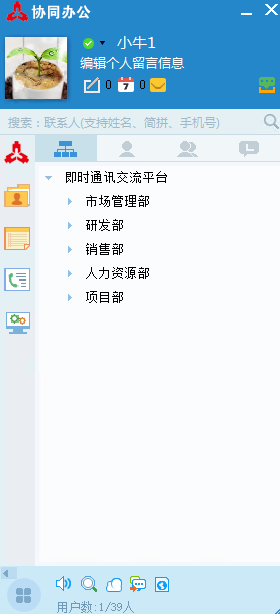 协同办公
小牛1
编辑个人留言信息
0 7 0
搜索：联系人(支持姓名、简拼、手机号)
即时通讯交流平台
市场管理部
研发部
销售部
人力资源部
项目部
用户数:1/39人